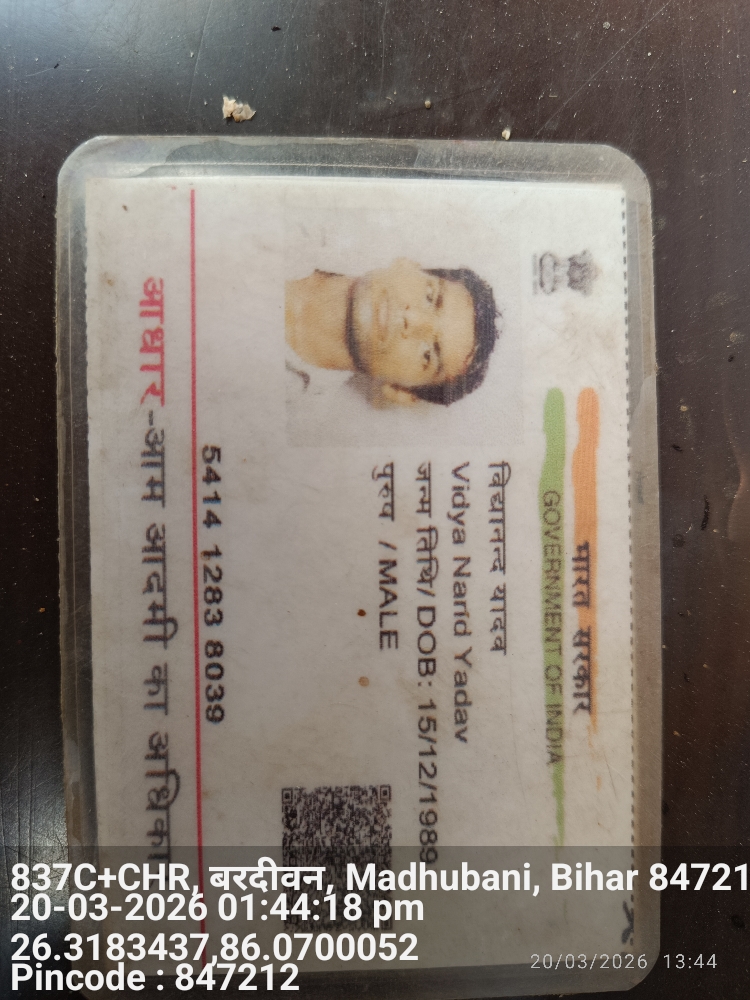 भारत सरकार
GOVERNMENT OF INDIA
विद्यानन्द यादव
Vidya Nand Yadav
जन्म तिथि/ DOB: 15/12/1989
पुरुष / MALE
5414 1283 8039
आधार-आम आदमी का
837C+CHR, बरदीवन, Madhubani, Bihar 84721
20-03-2026 01:44:18 pm
26.3183437,86.0700052
Pincode : 847212
20/03/2026 13:44